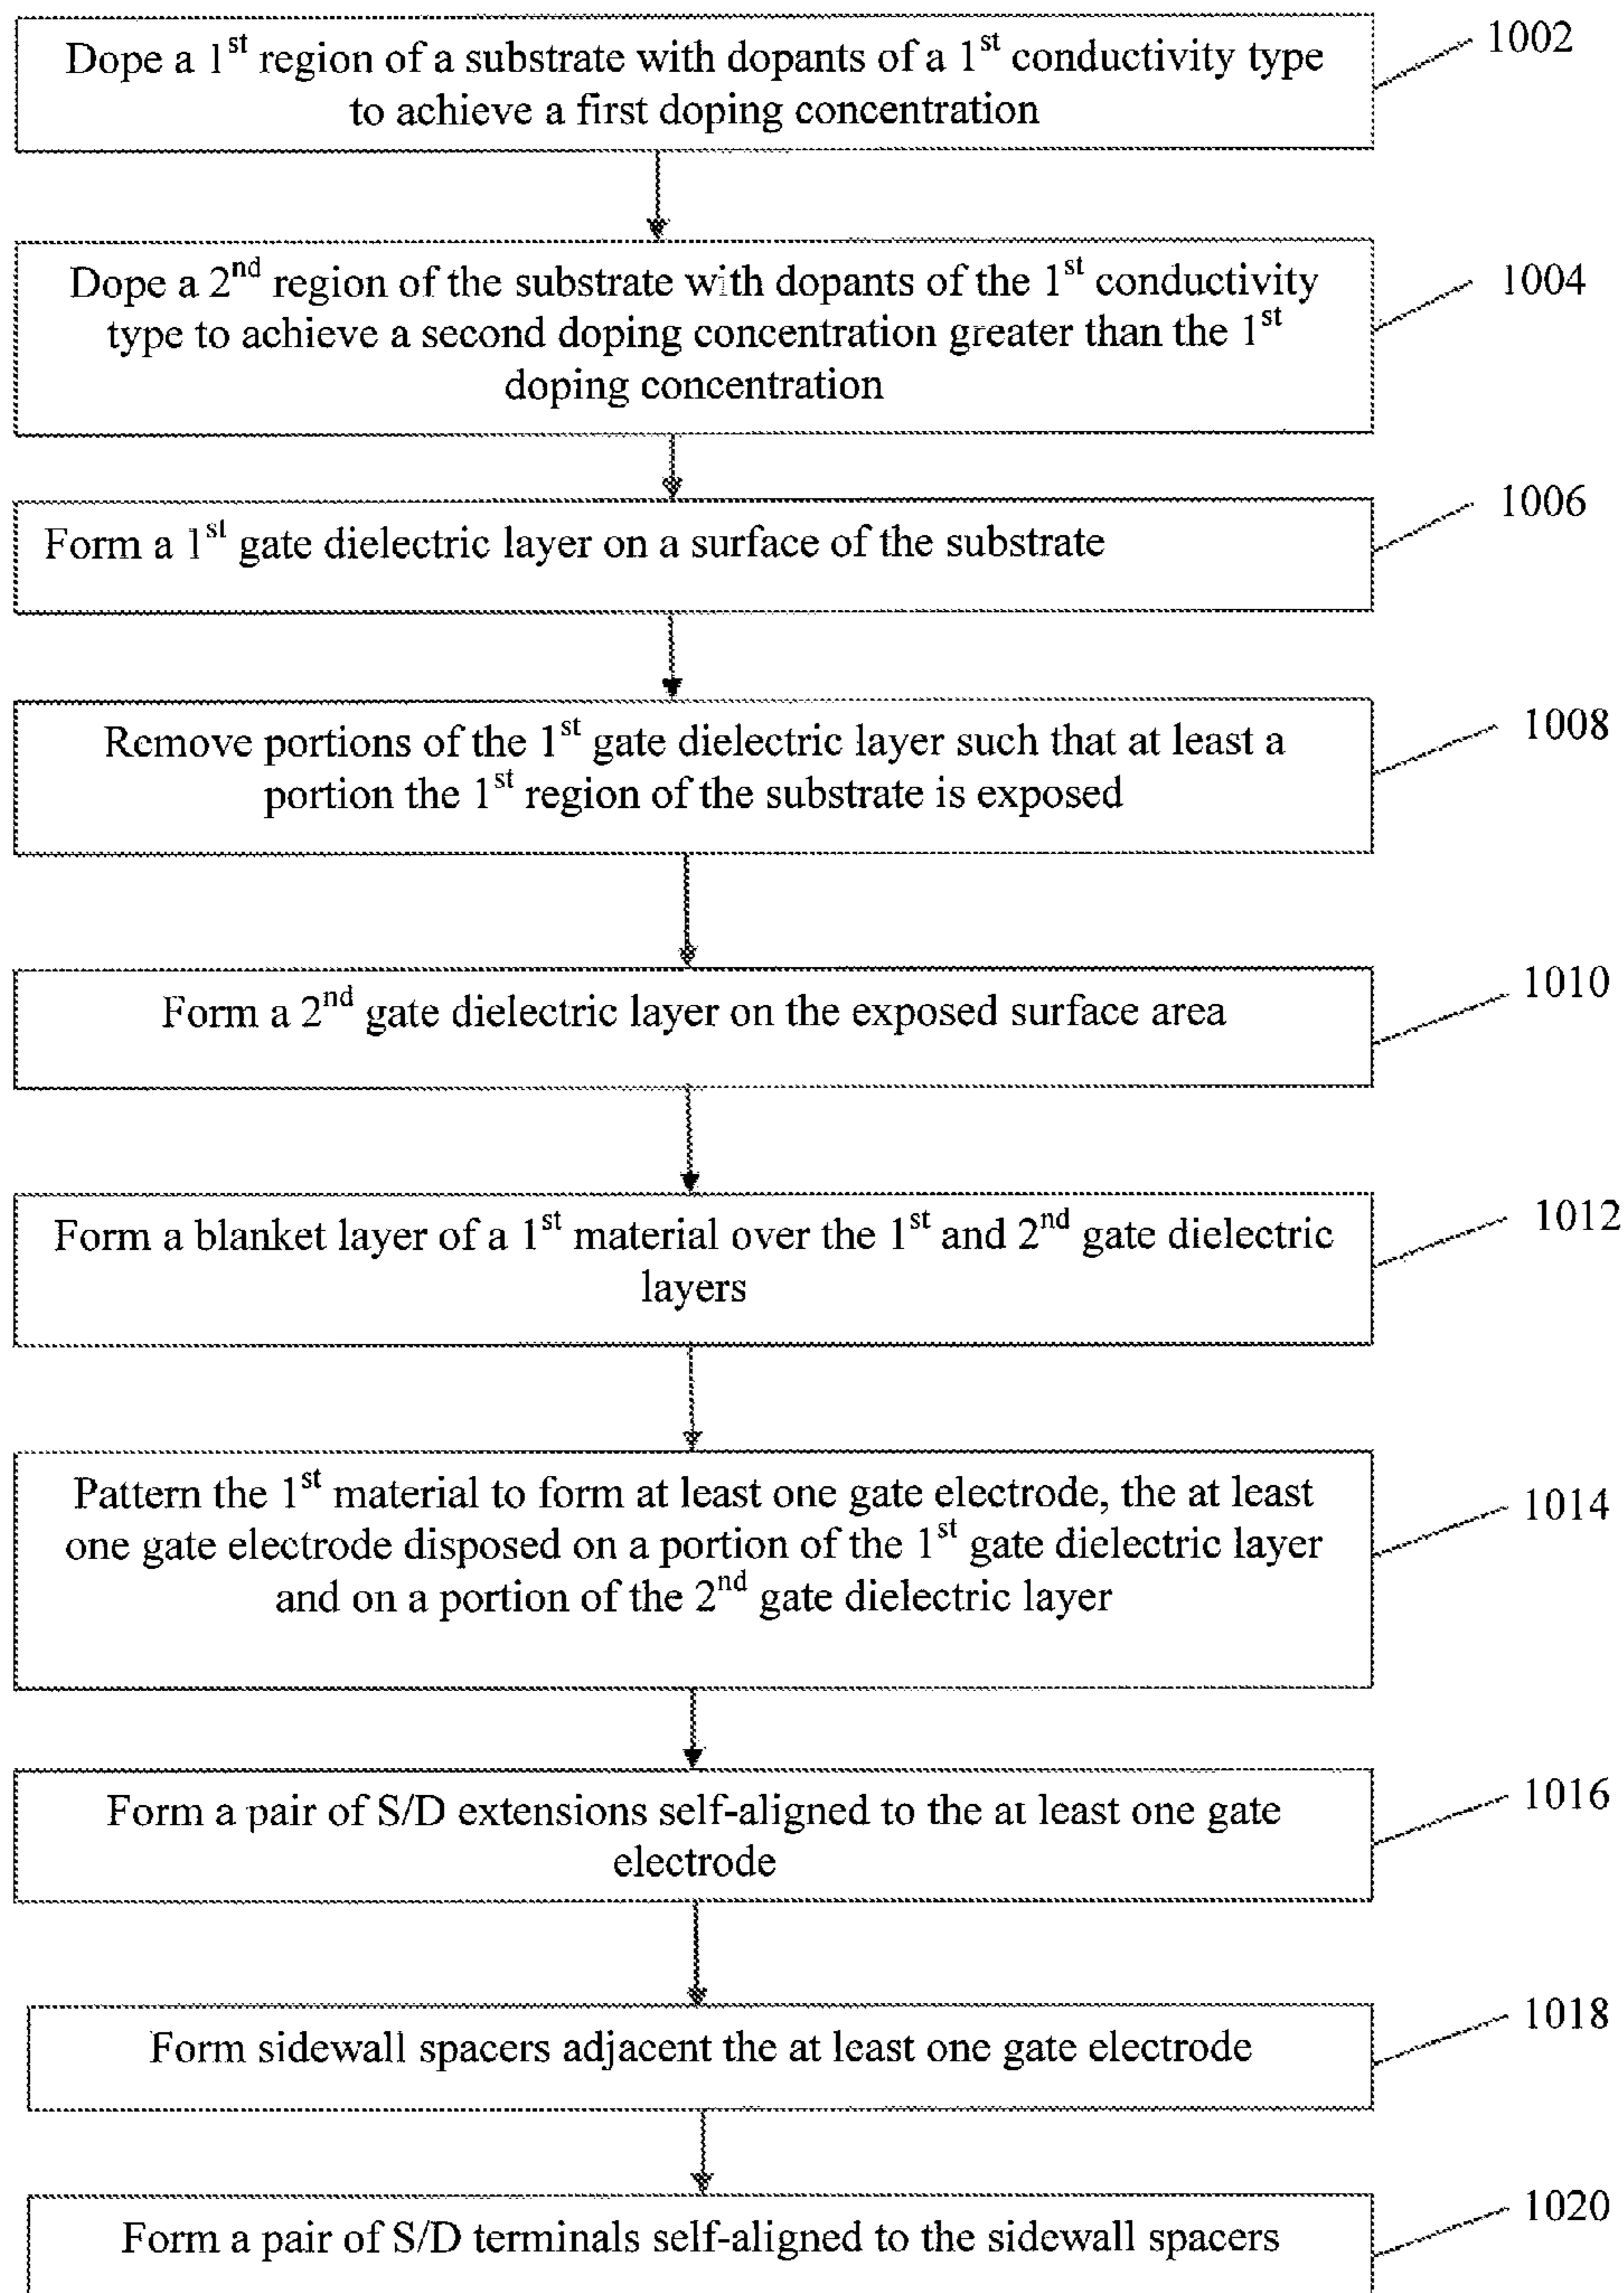 Dope a 1st region of a substrate with dopants of a 1st conductivity type
to achieve a first doping concentration
1002
Dope a 2nd region of the substrate with dopants of the 1st conductivity
type to achieve a second doping concentration greater than the 1st
doping concentration
1004
Form a 1st gate dielectric layer on a surface of the substrate
1006
Remove portions of the 1st gate dielectric layer such that at least a
portion the 1st region of the substrate is exposed
1008
Form a 2nd gate dielectric layer on the exposed surface area
1010
Form a blanket layer of a 1st material over the 1st and 2nd gate dielectric
layers
1012
Pattern the 1st material to form at least one gate electrode, the at least
one gate electrode disposed on a portion of the 1st gate dielectric layer
and on a portion of the 2nd gate dielectric layer
1014
Form a pair of S/D extensions self-aligned to the at least one gate
electrode
1016
Form sidewall spacers adjacent the at least one gate electrode
1018
Form a pair of S/D terminals self-aligned to the sidewall spacers
1020